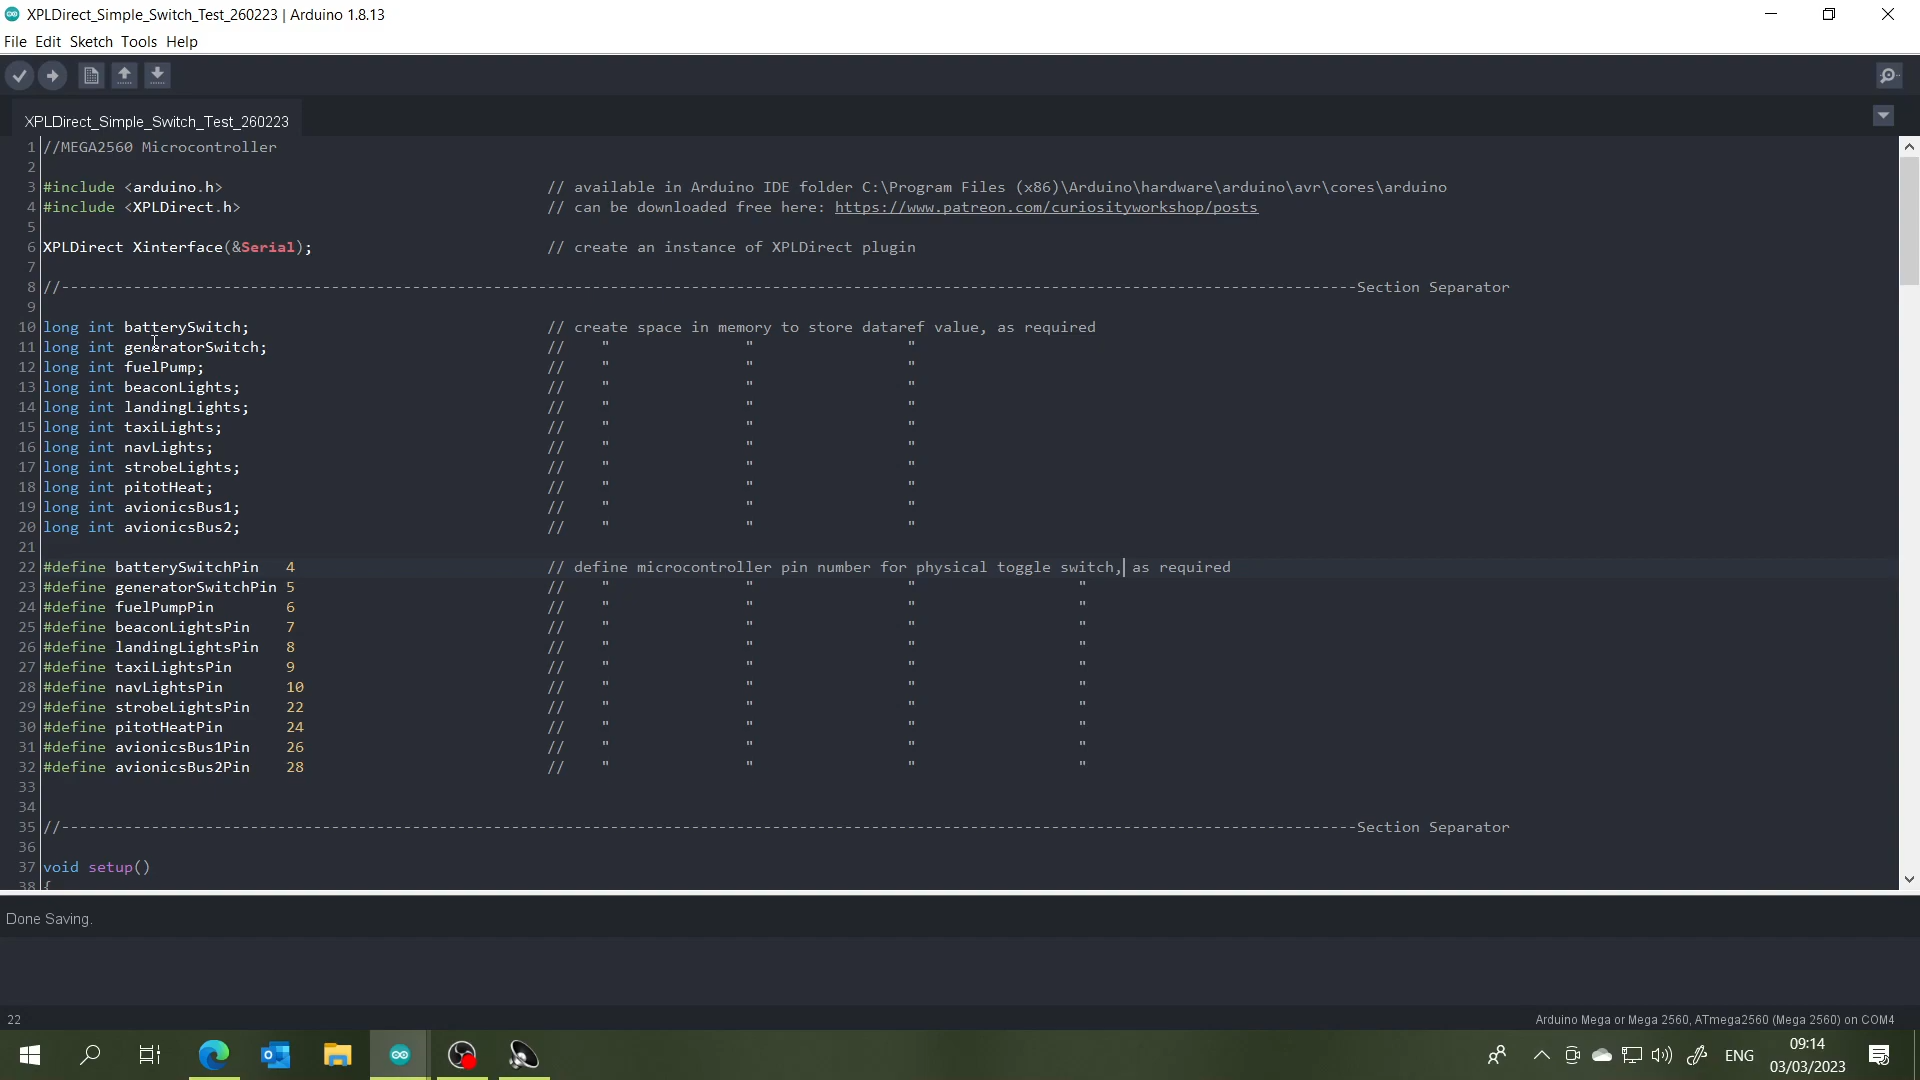 XPLDirect_Simple_Switch_Test_260223 | Arduino 1.8.13
File Edit Sketch Tools Help
XPLDirect_Simple_Switch_Test_260223
1 //MEGA2560 Microcontroller
2
3 #include <arduino.h> // available in Arduino IDE folder C:\Program Files (x86)\Arduino\hardware\arduino\avr\cores\arduino
4 #include <XPLDirect.h> // can be downloaded free here: https://www.patreon.com/curiosityworkshop/posts
5
6 XPLDirect Xinterface(&Serial); // create an instance of XPLDirect plugin
7
8 //------------------------------------------------------------------------------------------------------------------------------------------------Section Separator
9
10 long int batterySwitch; // create space in memory to store dataref value, as required
11 long int generatorSwitch; // " " "
12 long int fuelPump; // " " "
13 long int beaconLights; // " " "
14 long int landingLights; // " " "
15 long int taxiLights; // " " "
16 long int navLights; // " " "
17 long int strobeLights; // " " "
18 long int pitotHeat; // " " "
19 long int avionicsBus1; // " " "
20 long int avionicsBus2; // " " "
21
22 #define batterySwitchPin 4 // define microcontroller pin number for physical toggle switch, as required
23 #define generatorSwitchPin 5 // " " " "
24 #define fuelPumpPin 6 // " " " "
25 #define beaconLightsPin 7 // " " " "
26 #define landingLightsPin 8 // " " " "
27 #define taxiLightsPin 9 // " " " "
28 #define navLightsPin 10 // " " " "
29 #define strobeLightsPin 22 // " " " "
30 #define pitotHeatPin 24 // " " " "
31 #define avionicsBus1Pin 26 // " " " "
32 #define avionicsBus2Pin 28 // " " " "
33
34
35 //------------------------------------------------------------------------------------------------------------------------------------------------Section Separator
36
37 void setup()
38 {
Done Saving.
22 Arduino Mega or Mega 2560, ATmega2560 (Mega 2560) on COM4
ENG 09:14
03/03/2023